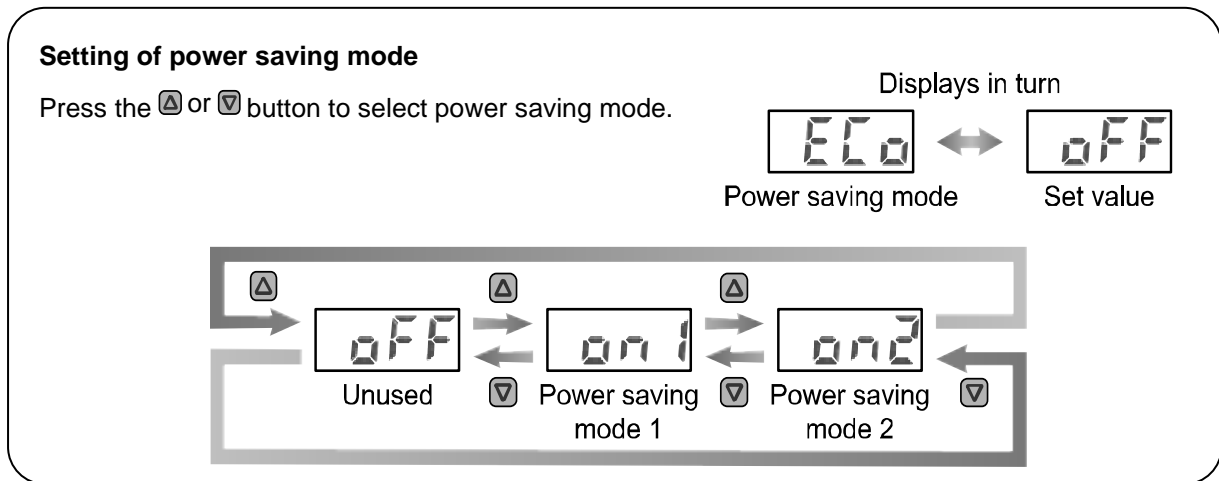 Setting of power saving mode
Press the △ or ▽ button to select power saving mode.
Displays in turn
ECo oFF
Power saving mode Set value
△ △ △
oFF on1 on2
Unused ▽ Power saving mode 1 ▽ Power saving mode 2 ▽